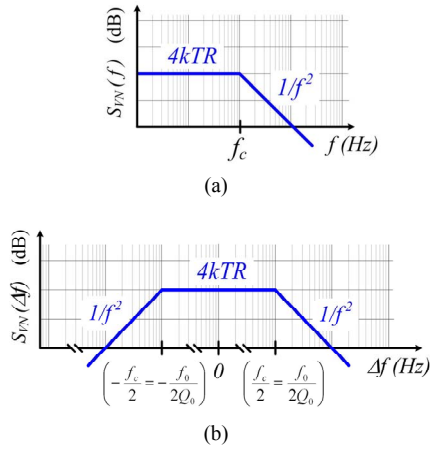 S_VN (f) (dB)
4kTR
1/f²
f_c
f (Hz)
(a)
S_VN (Δf) (dB)
4kTR
1/f²
1/f²
(-f_c/2 = -f_0/2Q_0)
0
(f_c/2 = f_0/2Q_0)
Δf (Hz)
(b)